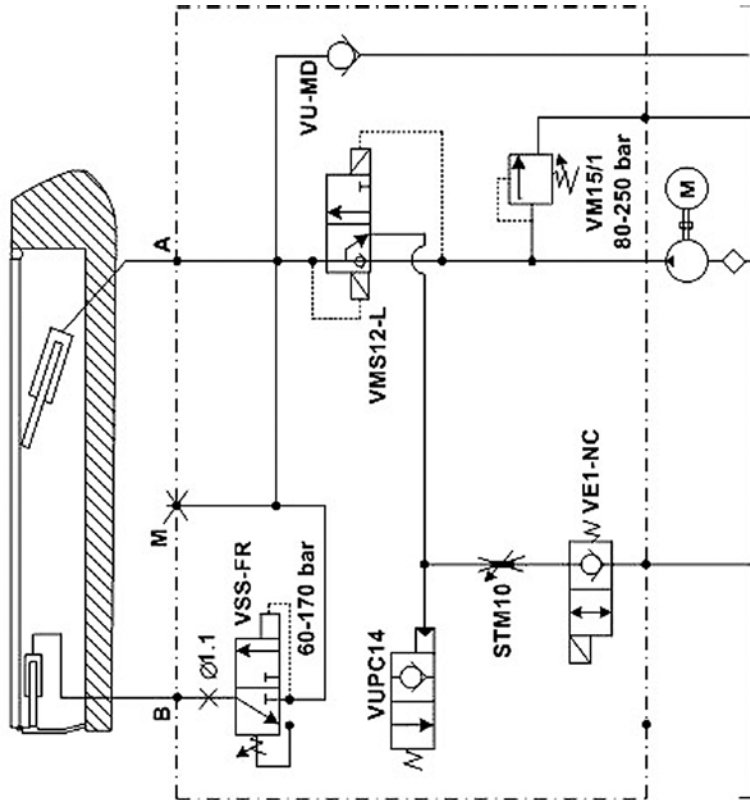 VU-MD
A
VM15/1
80-250 bar
M
VMS12-L
M
VSS-FR
60-170 bar
VE1-NC
STM10
Ø1.1
B
VUPC14